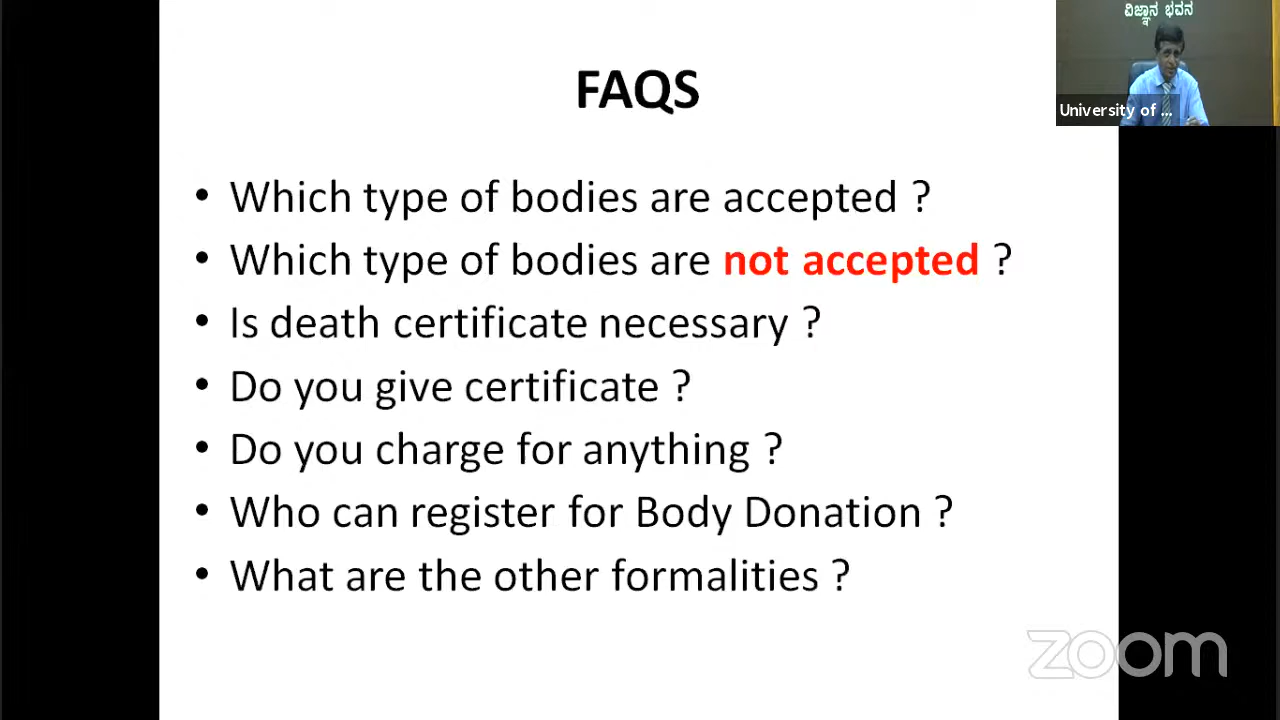 ವಿಜ್ಞಾನ ಭವನ
University of ...
FAQS
• Which type of bodies are accepted ?
• Which type of bodies are not accepted ?
• Is death certificate necessary ?
• Do you give certificate ?
• Do you charge for anything ?
• Who can register for Body Donation ?
• What are the other formalities ?
zoom